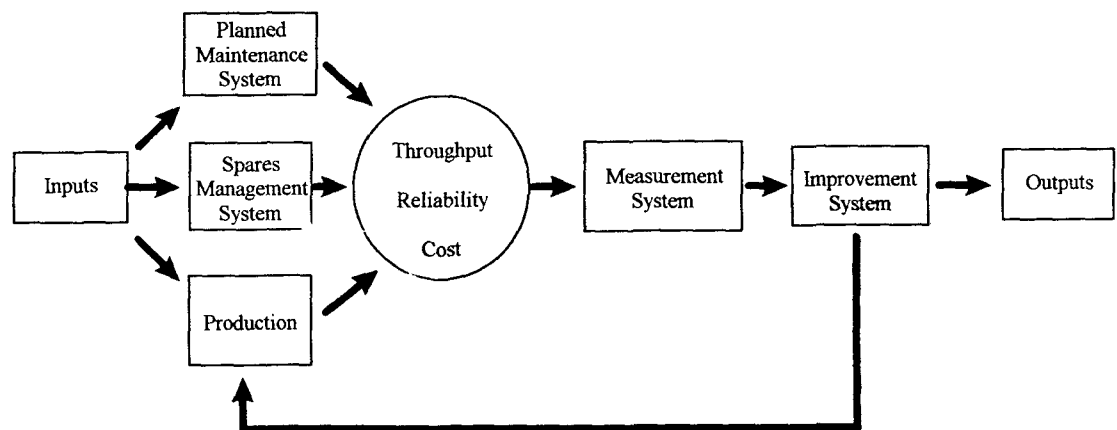 Planned
Maintenance
System
Inputs
Spares
Management
System
Production
Throughput
Reliability
Cost
Measurement
System
Improvement
System
Outputs